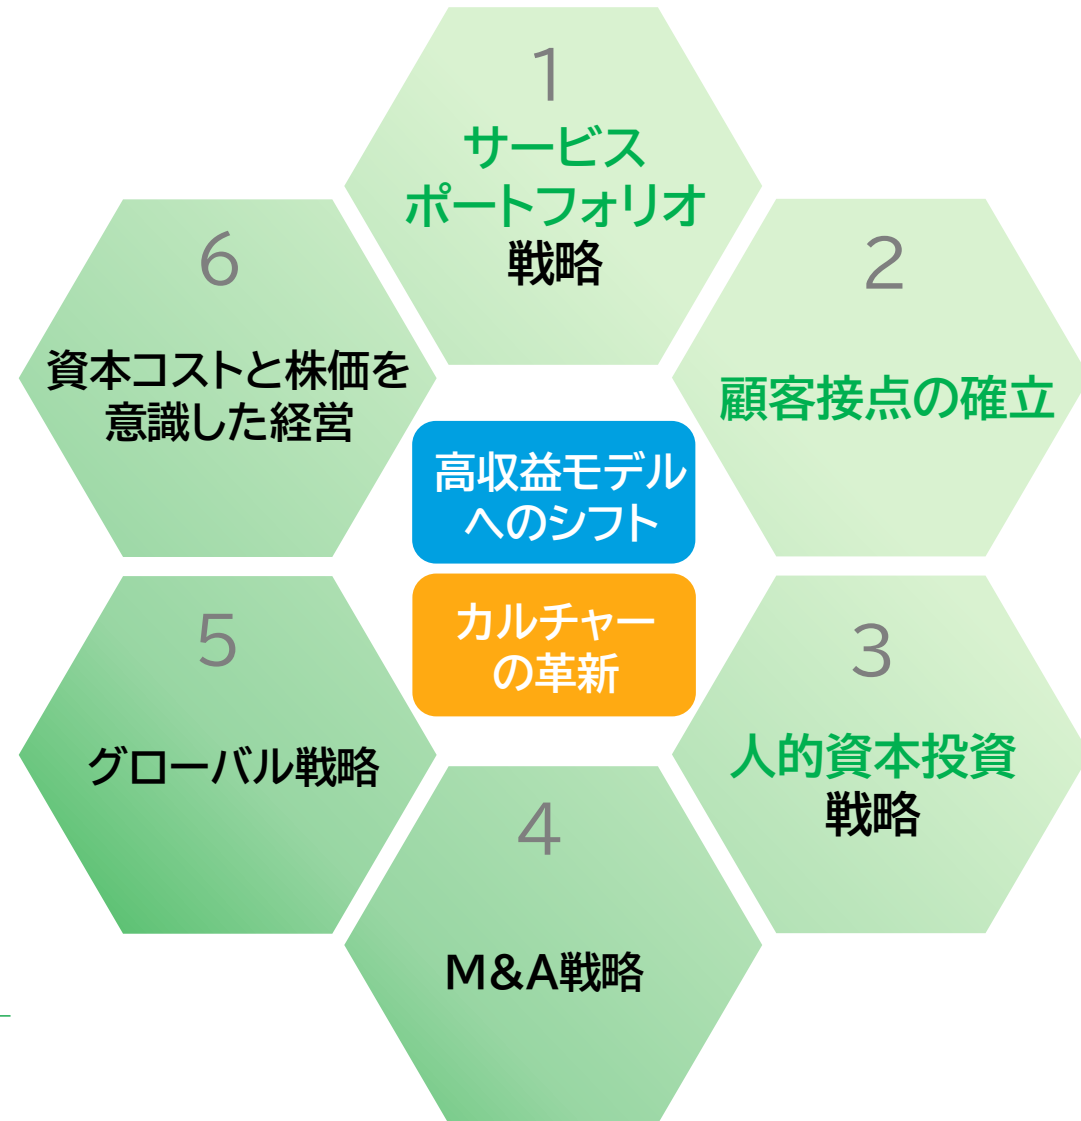 1
サービス
ポートフォリオ
戦略
2
顧客接点の確立
3
人的資本投資
戦略
4
M&A戦略
5
グローバル戦略
6
資本コストと株価を
意識した経営
高収益モデル
へのシフト
カルチャー
の革新